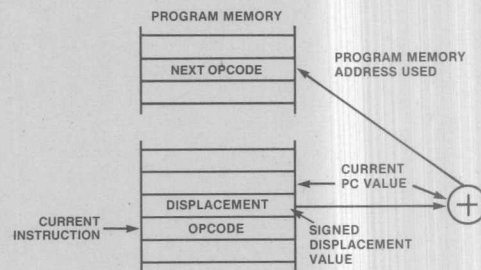 PROGRAM MEMORY
NEXT OPCODE
PROGRAM MEMORY
ADDRESS USED
CURRENT
PC VALUE
DISPLACEMENT
CURRENT
INSTRUCTION
OPCODE
SIGNED
DISPLACEMENT
VALUE
+